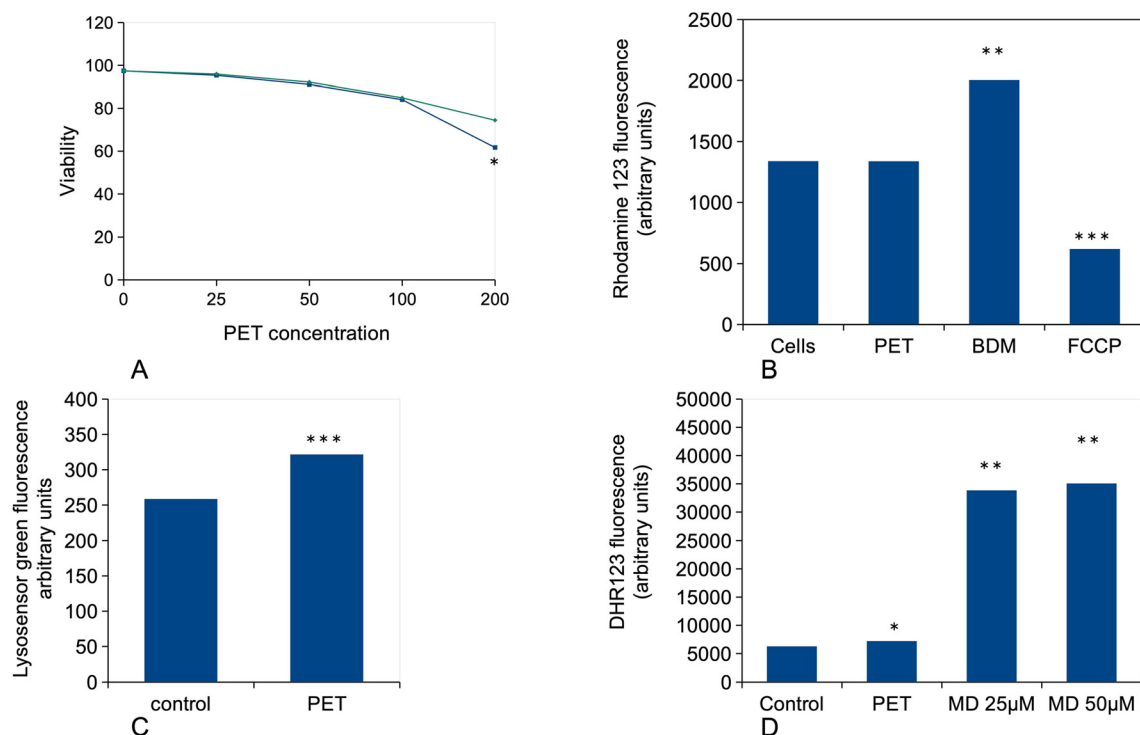 120
100
80
60
40
20
0
Viability
*
0 25 50 100 200
PET concentration
A
2500
2000
1500
1000
500
0
Rhodamine 123 fluorescence
(arbitrary units)
**
***
Cells PET BDM FCCP
B
400
350
300
250
200
150
100
50
0
Lysosensor green fluorescence
arbitrary units
***
control PET
C
50000
45000
40000
35000
30000
25000
20000
15000
10000
5000
0
DHR123 fluorescence
(arbitrary units)
*
**
**
Control PET MD 25µM MD 50µM
D